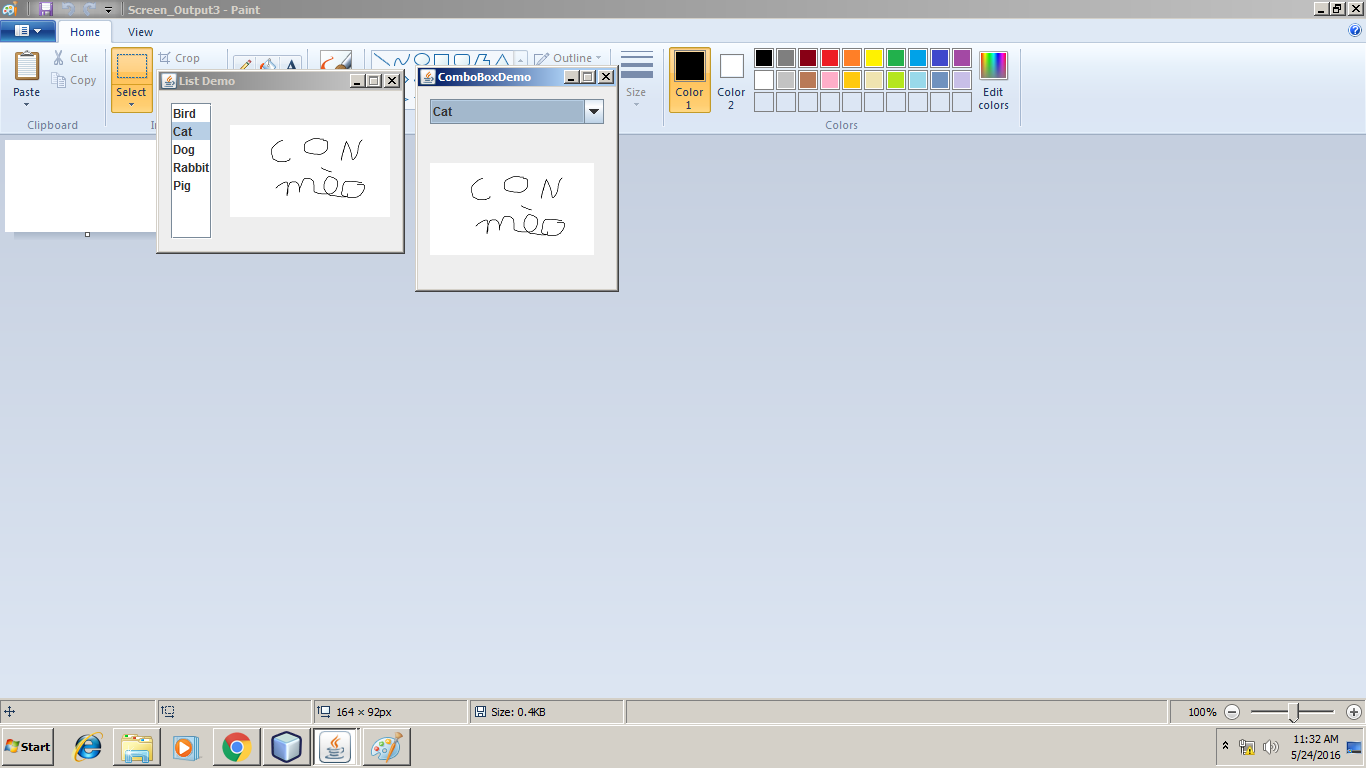 Screen_Output3 - Paint
Home View
Paste
Cut
Copy
Clipboard
Select
Crop
Outline
Size
Color 1
Color 2
Edit colors
Colors
List Demo
Bird
Cat
Dog
Rabbit
Pig
CON
mèo
ComboBoxDemo
Cat
CON
mèo
164 × 92px
Size: 0.4KB
100%
Start
11:32 AM
5/24/2016